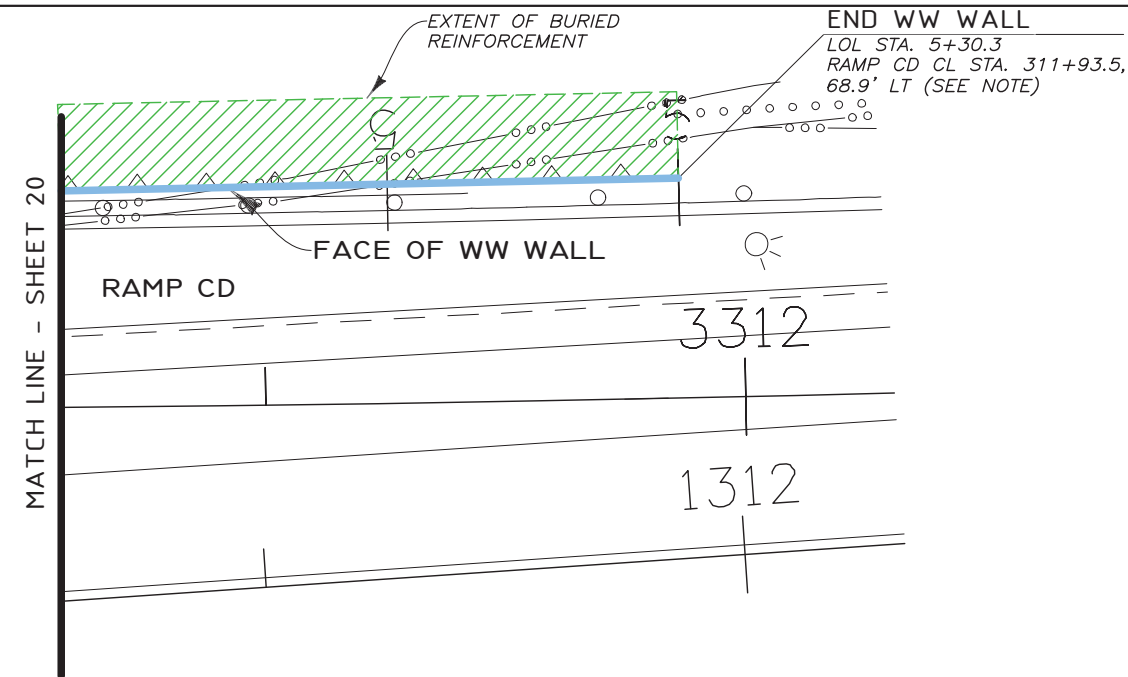 EXTENT OF BURIED
REINFORCEMENT
END WW WALL
LOL STA. 5+30.3
RAMP CD CL STA. 311+93.5,
68.9' LT (SEE NOTE)
5
MATCH LINE - SHEET 20
FACE OF WW WALL
RAMP CD
3312
1312